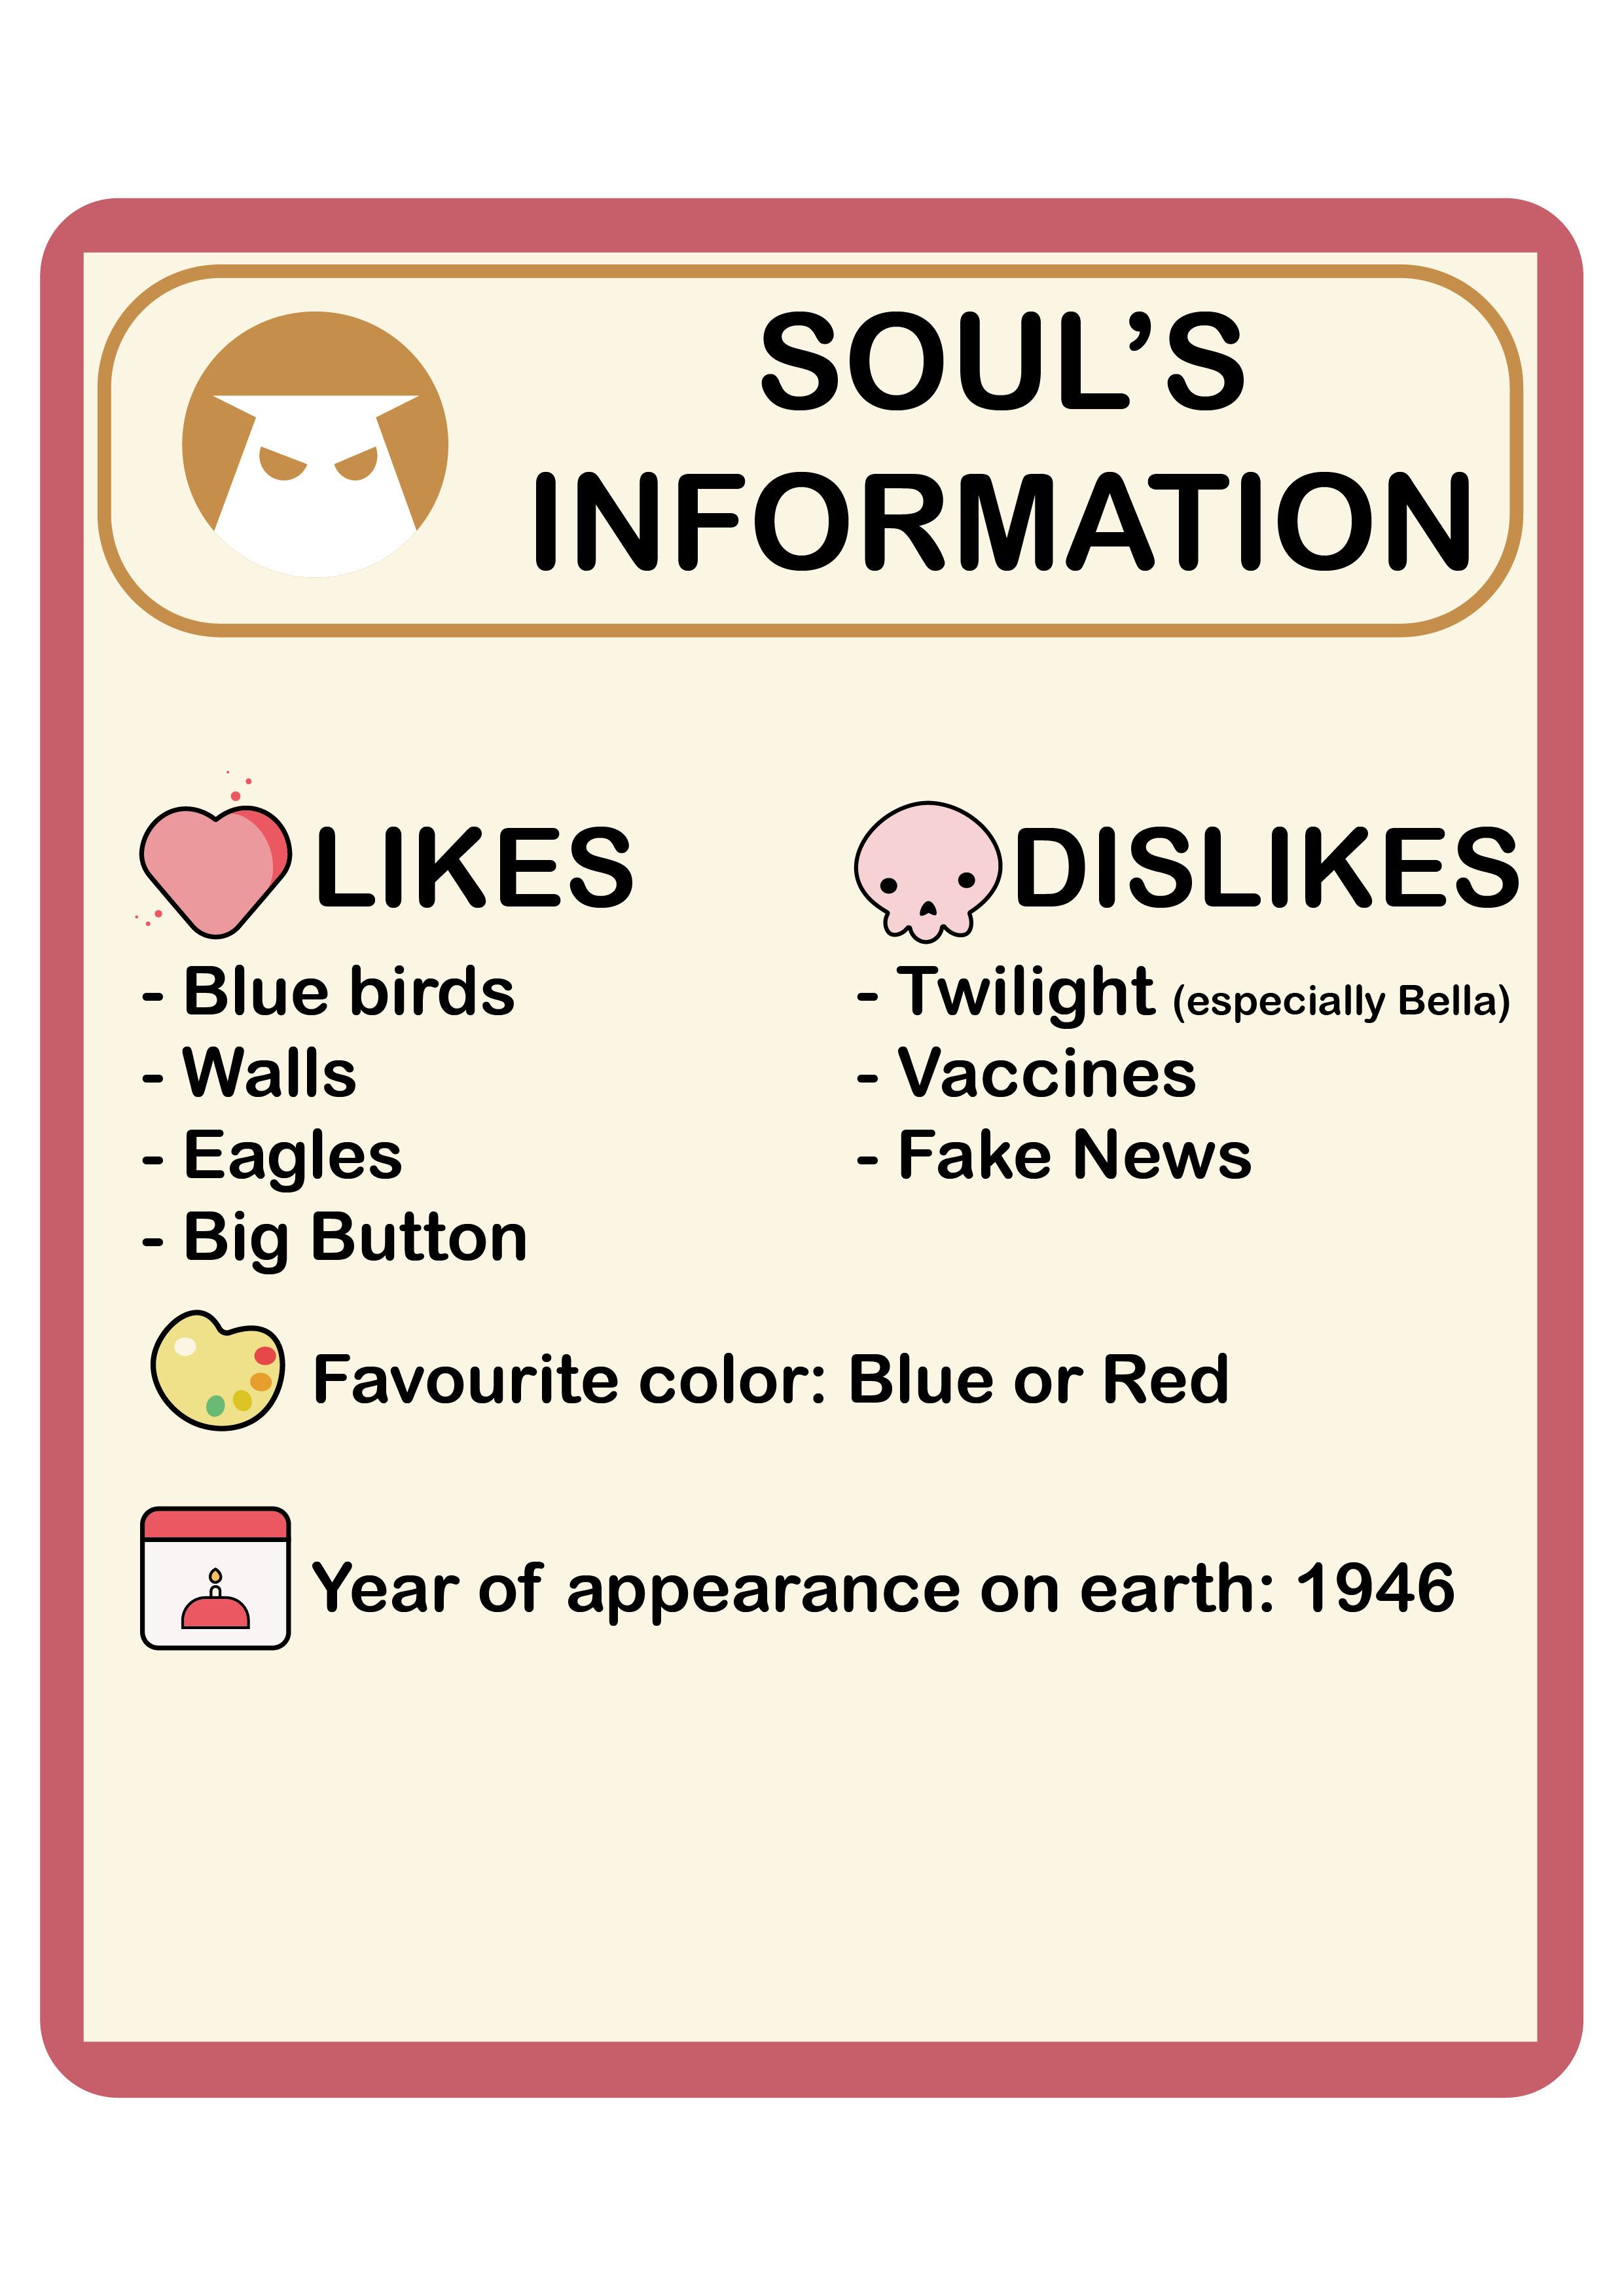 SOUL’S
INFORMATION
LIKES
- Blue birds
- Walls
- Eagles
- Big Button
DISLIKES
- Twilight (especially Bella)
- Vaccines
- Fake News
Favourite color: Blue or Red
Year of appearance on earth: 1946